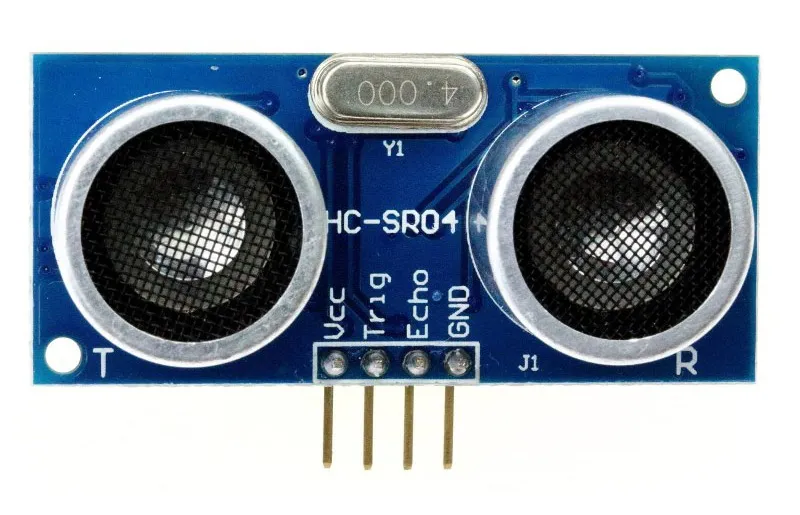 4.000
Y1
HC-SR04
Vcc
Trig
Echo
GND
T
J1
R